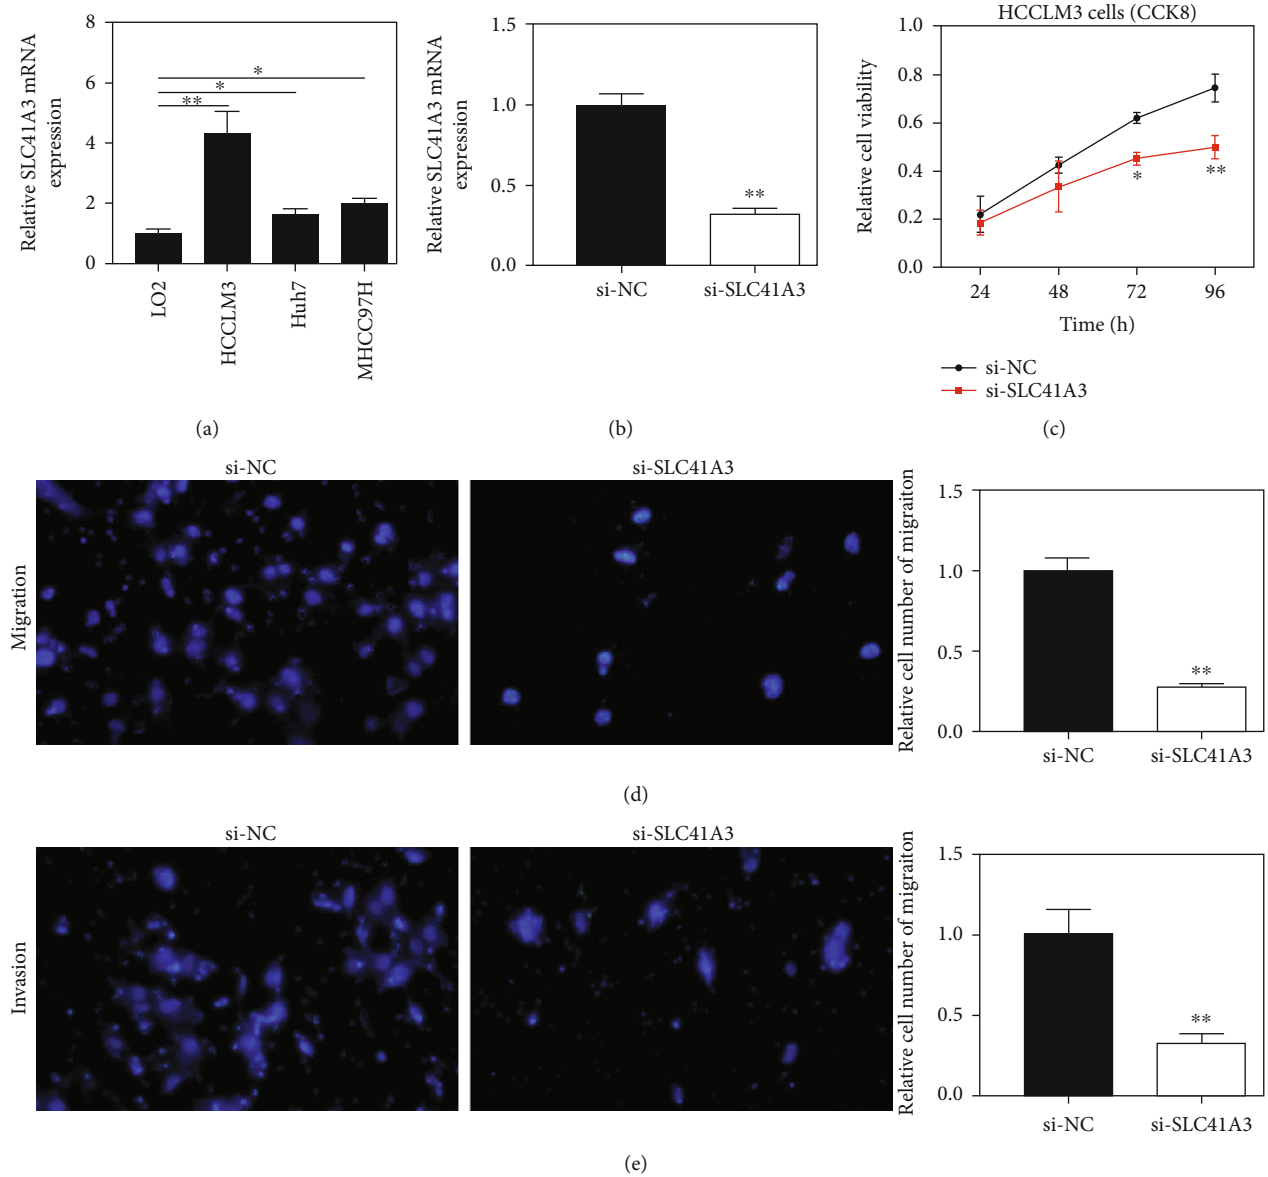 Relative SLC41A3 mRNA
expression
8
6
4
2
0
*
*
**
LO2
HCCLM3
Huh7
MHCC97H
(a)
Relative SLC41A3 mRNA
expression
1.5
1.0
0.5
0.0
**
si-NC
si-SLC41A3
(b)
HCCLM3 cells (CCK8)
Relative cell viability
1.0
0.8
0.6
0.4
0.2
0.0
*
**
24
48
72
96
Time (h)
si-NC
si-SLC41A3
(c)
si-NC
si-SLC41A3
Migration
Relative cell number of migraiton
1.5
1.0
0.5
0.0
**
si-NC
si-SLC41A3
(d)
si-NC
si-SLC41A3
Invasion
Relative cell number of migraiton
1.5
1.0
0.5
0.0
**
si-NC
si-SLC41A3
(e)